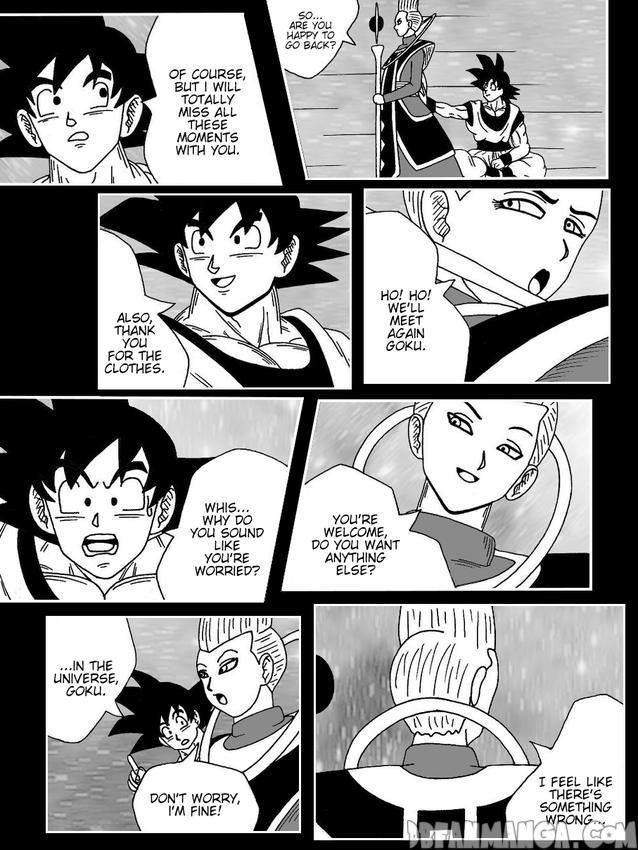 SO...
ARE YOU
HAPPY TO
GO BACK?
OF COURSE,
BUT I WILL
TOTALLY
MISS ALL
THESE
MOMENTS
WITH YOU.
HO! HO!
WE'LL
MEET
AGAIN
GOKU.
ALSO,
THANK
YOU
FOR THE
CLOTHES.
YOU'RE
WELCOME,
DO YOU WANT
ANYTHING
ELSE?
WHIS...
WHY DO
YOU SOUND
LIKE
YOU'RE
WORRIED?
I FEEL LIKE
THERE'S
SOMETHING
WRONG...
...IN THE
UNIVERSE,
GOKU.
DON'T WORRY,
I'M FINE!
DBFANMANGA.COM